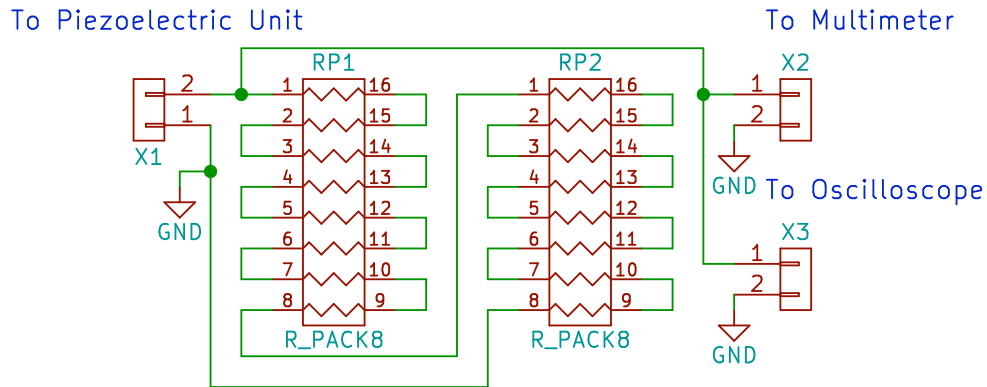 To Piezoelectric Unit
To Multimeter
RP1
RP2
X2
2
1
X1
1 16
2 15
3 14
4 13
5 12
6 11
7 10
8 9
R_PACK8
1 16
2 15
3 14
4 13
5 12
6 11
7 10
8 9
R_PACK8
GND
1
2
GND
To Oscilloscope
X3
1
2
GND